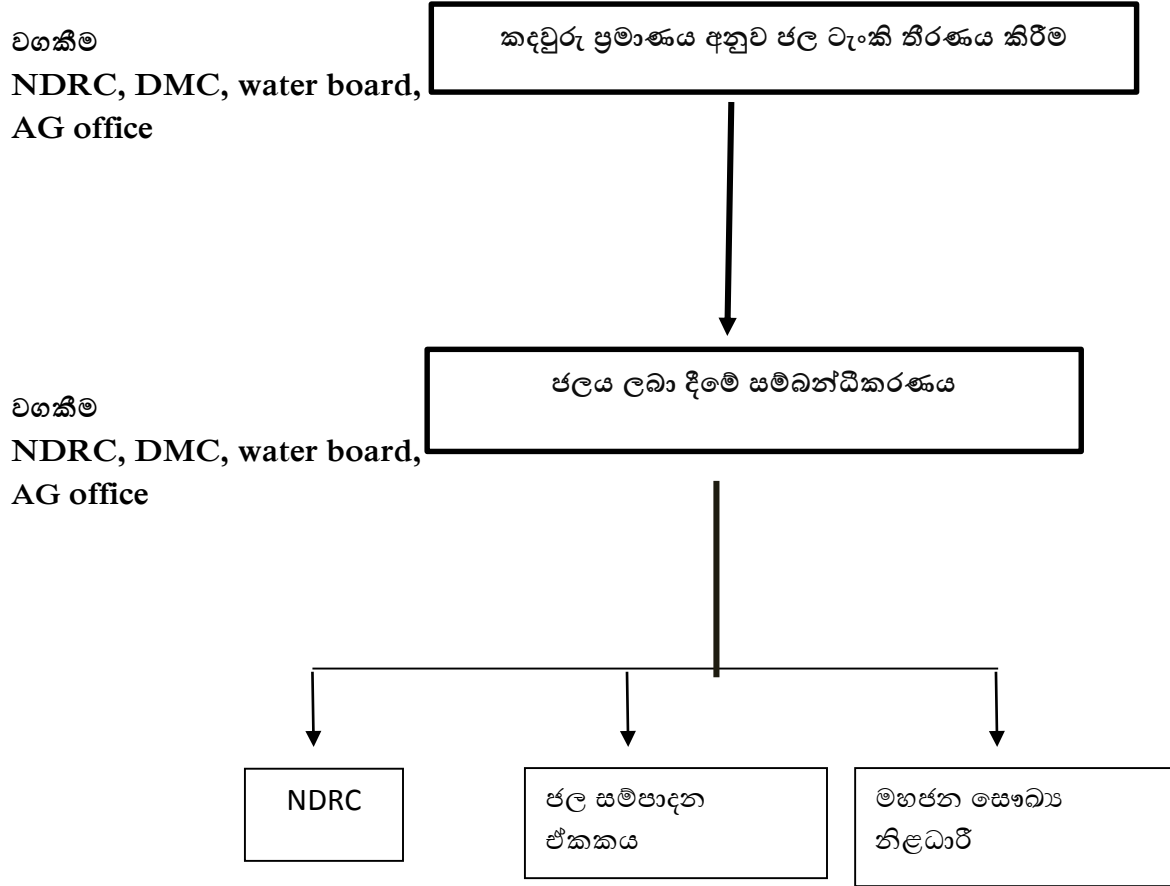 වගකීම
NDRC, DMC, water board,
AG office
කදවුරු ප්‍රමාණය අනුව ජල ටැංකි තීරණය කිරීම
වගකීම
NDRC, DMC, water board,
AG office
ජලය ලබා දීමේ සම්බන්ධීකරණය
NDRC
ජල සම්පාදන
ඒකකය
මහජන සෞඛ්‍ය
නිළධාරී